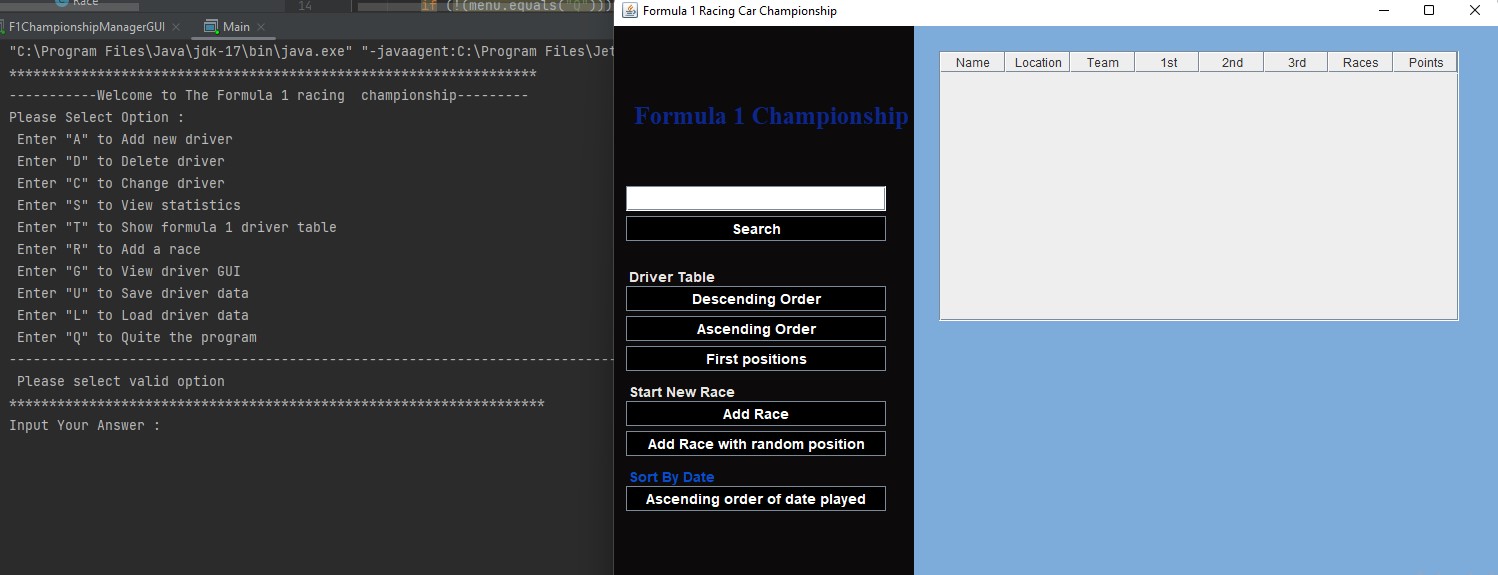 Race
14
if (!(menu.equals("Q")))
F1ChampionshipManagerGUI
Main
"C:\Program Files\Java\jdk-17\bin\java.exe" "-javaagent:C:\Program Files\Jet
******************************************************************
-----------Welcome to The Formula 1 racing  championship---------
Please Select Option :
Enter "A" to Add new driver
Enter "D" to Delete driver
Enter "C" to Change driver
Enter "S" to View statistics
Enter "T" to Show formula 1 driver table
Enter "R" to Add a race
Enter "G" to View driver GUI
Enter "U" to Save driver data
Enter "L" to Load driver data
Enter "Q" to Quite the program
----------------------------------------------------------------------------
Please select valid option
*******************************************************************
Input Your Answer :
Formula 1 Racing Car Championship
Formula 1 Championship
Search
Driver Table
Descending Order
Ascending Order
First positions
Start New Race
Add Race
Add Race with random position
Sort By Date
Ascending order of date played
Name Location Team 1st 2nd 3rd Races Points